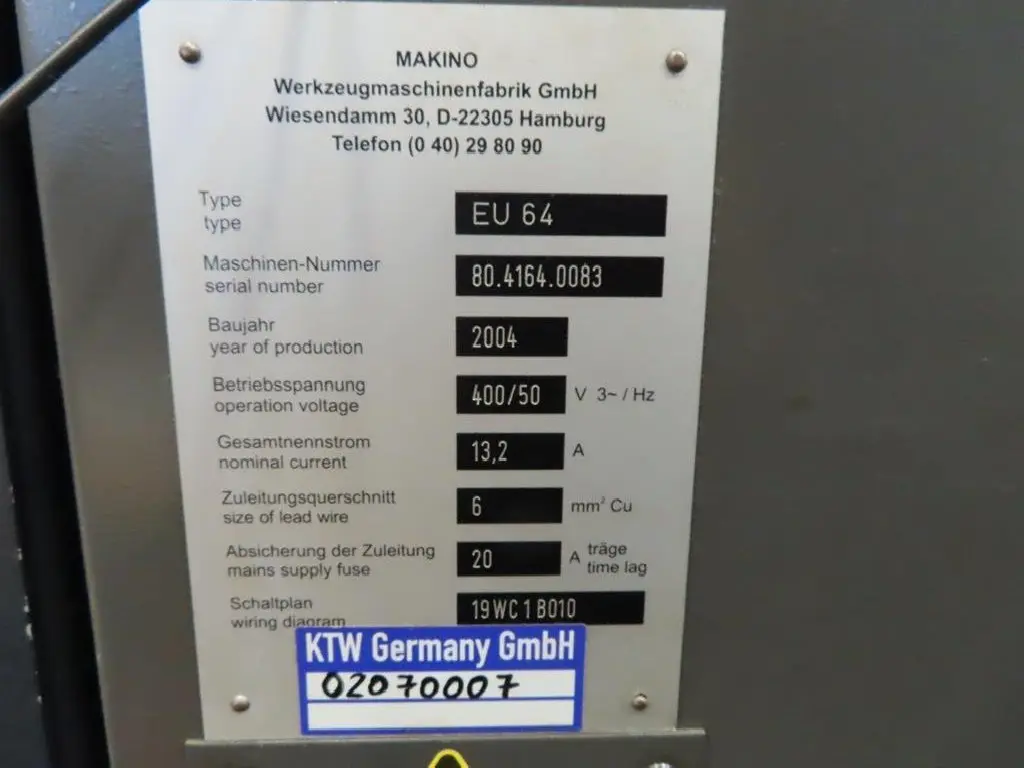 MAKINO
Werkzeugmaschinenfabrik GmbH
Wiesendamm 30, D-22305 Hamburg
Telefon (0 40) 29 80 90
Type
type
EU 64
Maschinen-Nummer
serial number
80.4164.0083
Baujahr
year of production
2004
Betriebsspannung
operation voltage
400/50 V 3~ / Hz
Gesamtnennstrom
nominal current
13,2 A
Zuleitungsquerschnitt
size of lead wire
6 mm² Cu
Absicherung der Zuleitung
mains supply fuse
20 A träge
time lag
Schaltplan
wiring diagram
19WC1B010
KTW Germany GmbH
02070007